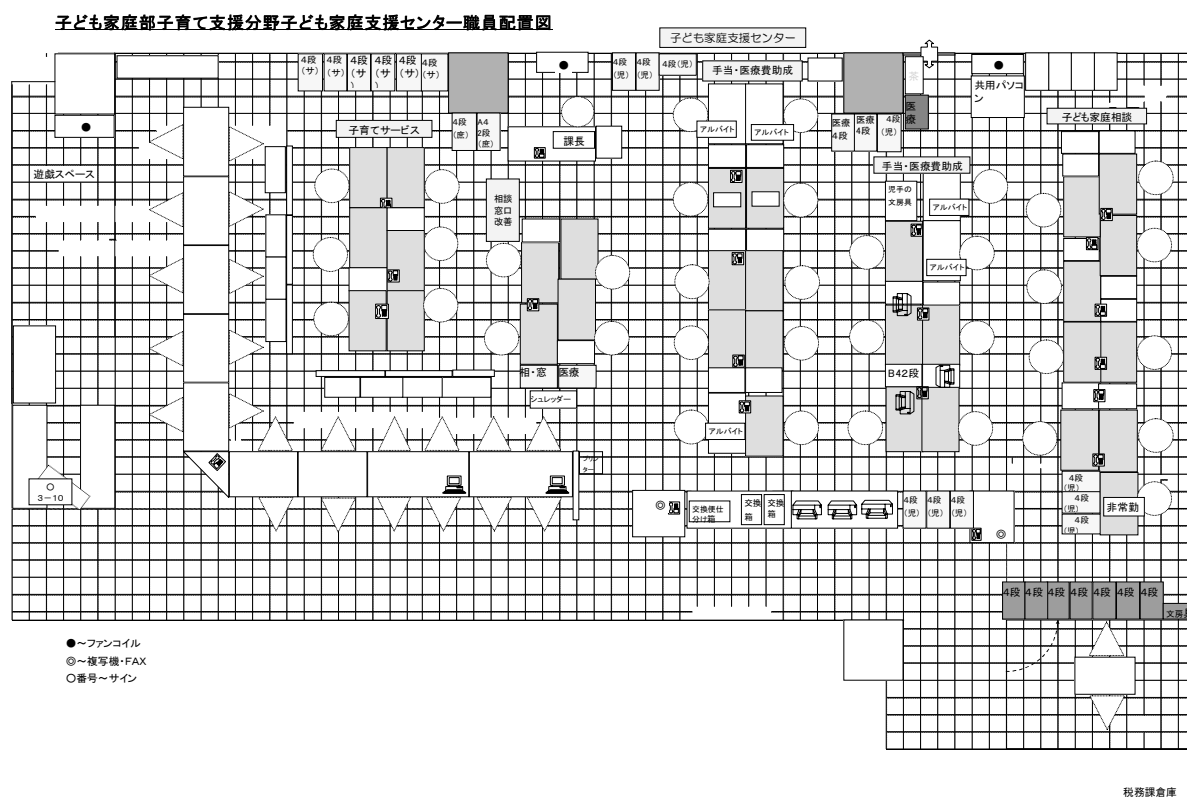 子ども家庭部子育て支援分野子ども家庭支援センター職員配置図
子ども家庭支援センター
4段
(サ)
4段
(サ
)
4段
(サ
)
4段
(サ
)
4段
(サ)
4段
(サ)
4段
(児)
4段
(児)
4段(児)
手当・医療費助成
茶
共用パソコ
ン
医
療
4段
(庶)
A4
2段
(庶)
医療
4段
医療
4段
4段
(児)
子ども家庭相談
子育てサービス
課長
アルバイト
アルバイト
手当・医療費助成
遊戯スペース
相談
窓口
改善
児手の
文房具
アルバイト
アルバイト
相・窓
医療
B42段
シュレッダー
アルバイト
プリン
ター
○
3-10
交換便仕
分け箱
交換
箱
交換
箱
4段
(児)
4段
(児)
4段
(児)
◎
◎
4段
(児)
4段
(児)
4段
(児)
非常勤
4段
4段
4段
4段
4段
4段
4段
文房具
●~ファンコイル
◎~複写機・FAX
○番号~サイン
税務課倉庫